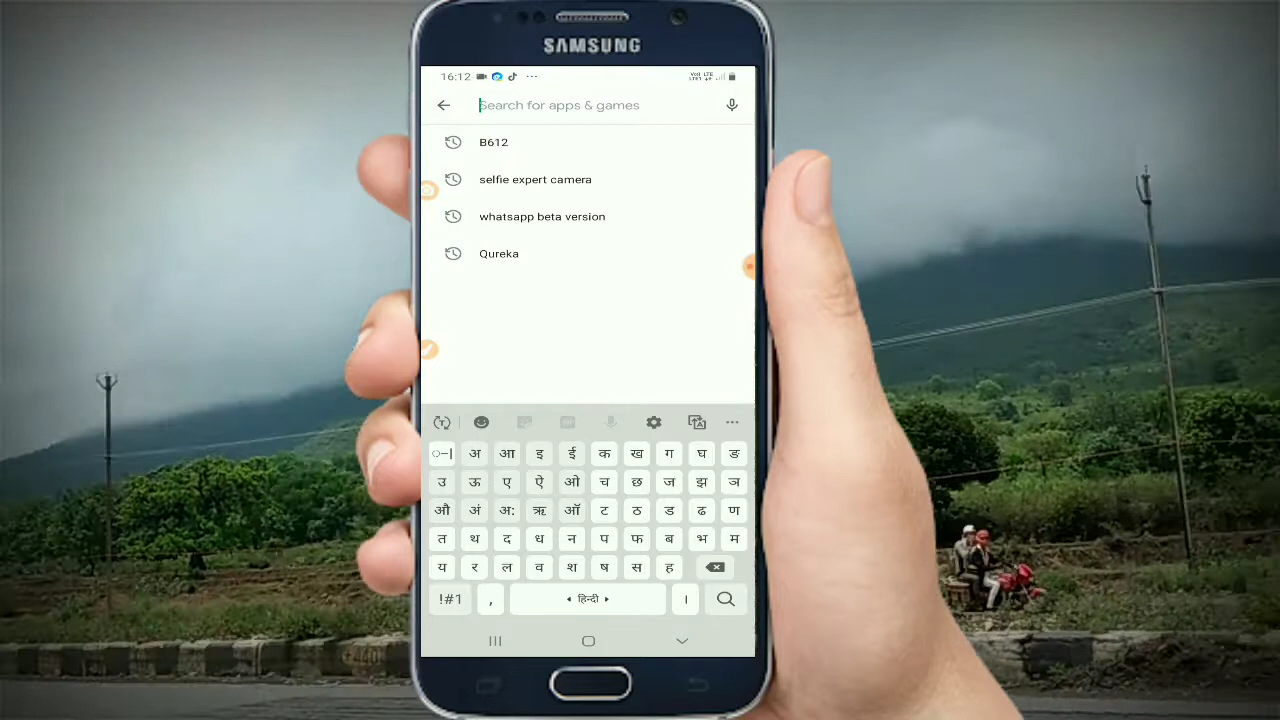 SAMSUNG
16:12
Search for apps & games
B612
selfie expert camera
whatsapp beta version
Qureka
अ आ इ ई क ख ग घ ङ
उ ऊ ए ऐ ओ च छ ज झ ञ
औ अं अ: ऋ ऑ ट ठ ड ढ ण
त थ द ध न प फ ब भ म
य र ल व श ष स ह
!#1 , हिन्दी ।